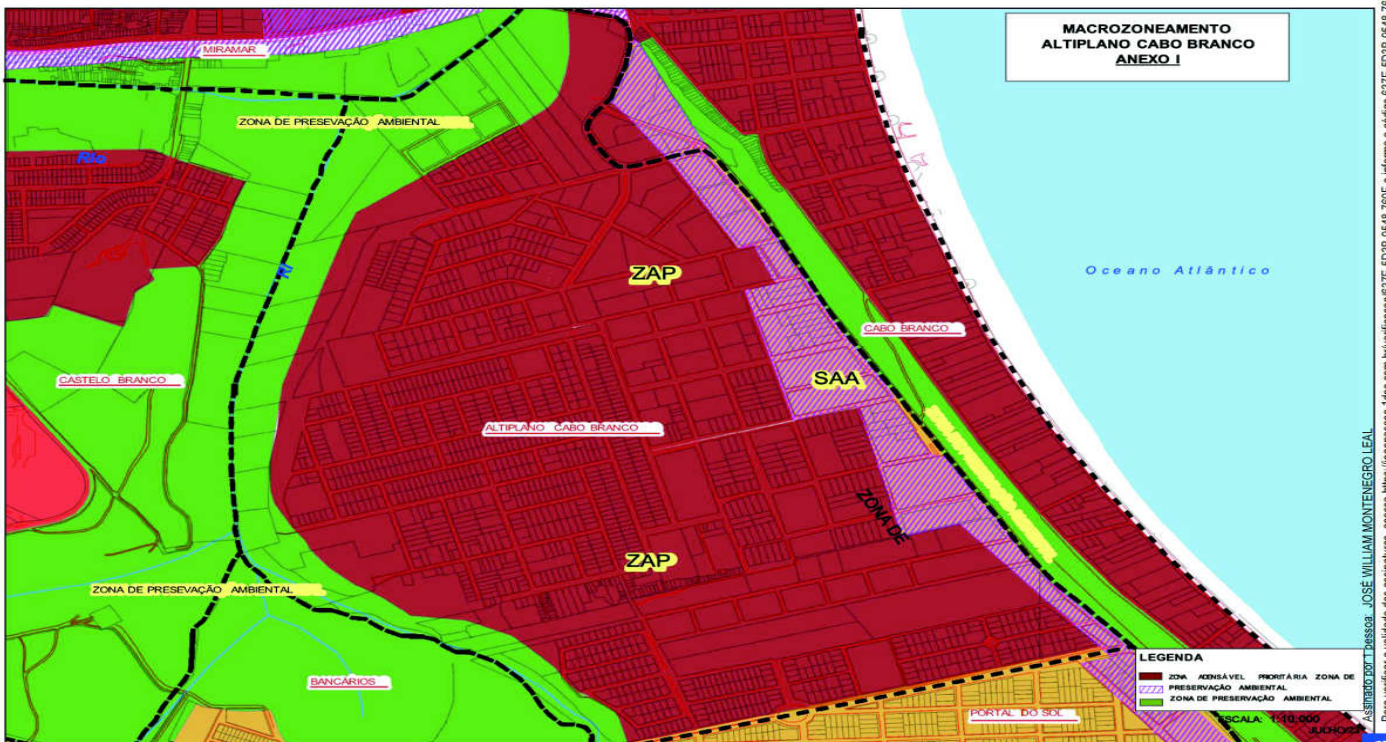 MACROZONEAMENTO
ALTIPLANO CABO BRANCO
ANEXO I
MIRAMAR
ZONA DE PRESEVAÇÃO AMBIENTAL
Rio
Ri
ZAP
Oceano Atlântico
CABO BRANCO
CASTELO BRANCO
SAA
ALTIPLANO CABO BRANCO
ZONA DE
ZAP
ZONA DE PRESEVAÇÃO AMBIENTAL
BANCÁRIOS
PORTAL DO SOL
LEGENDA
ZONA ADENSÁVEL PRIORITÁRIA ZONA DE
PRESERVAÇÃO AMBIENTAL
ZONA DE PRESERVAÇÃO AMBIENTAL
ESCALA: 1:10.000
Assinado por 1 pessoa: JOSÉ WILLIAM MONTENEGRO LEAL